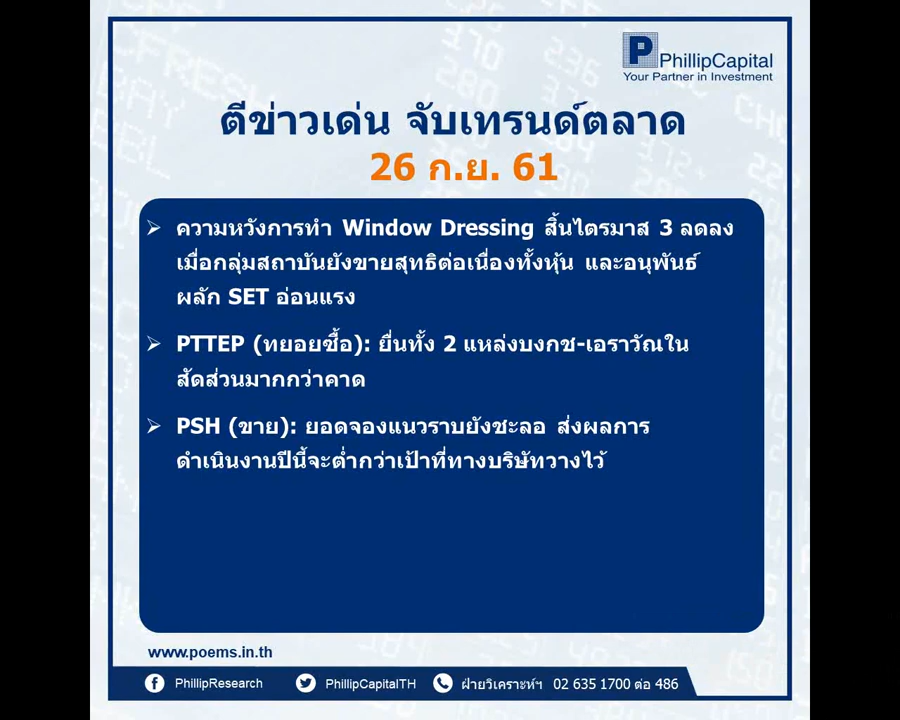 PhillipCapital
Your Partner in Investment
ตีข่าวเด่น จับเทรนด์ตลาด
26 ก.ย. 61
ความหวังการทำ Window Dressing สิ้นไตรมาส 3 ลดลง
เมื่อกลุ่มสถาบันยังขายสุทธิต่อเนื่องทั้งหุ้น และอนุพันธ์
ผลัก SET อ่อนแรง
PTTEP (ทยอยซื้อ): ยื่นทั้ง 2 แหล่งบงกช-เอราวัณใน
สัดส่วนมากกว่าคาด
PSH (ขาย): ยอดจองแนวราบยังชะลอ ส่งผลการ
ดำเนินงานปีนี้จะต่ำกว่าเป้าที่ทางบริษัทวางไว้
www.poems.in.th
PhillipResearch PhillipCapitalTH ฝ่ายวิเคราะห์ฯ 02 635 1700 ต่อ 486